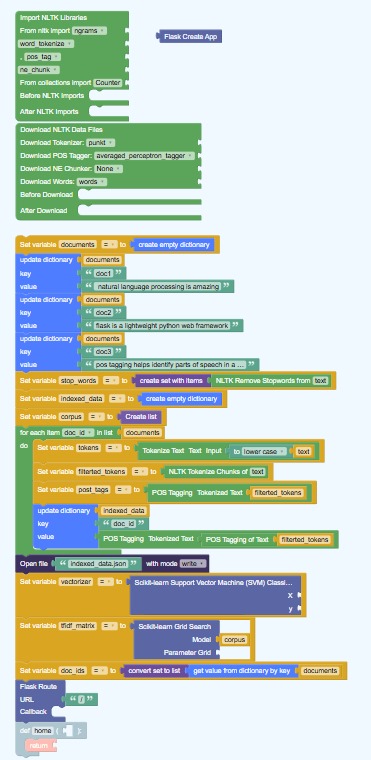 Import NLTK Libraries
From nltk import ngrams
Flask Create App
word_tokenize
, pos_tag
ne_chunk
From collections import Counter
Before NLTK Imports
After NLTK Imports
Download NLTK Data Files
Download Tokenizer: punkt
Download POS Tagger: averaged_perceptron_tagger
Download NE Chunker: None
Download Words: words
Before Download
After Download
Set variable documents = to create empty dictionary
update dictionary documents
key “ doc1 ”
value “ natural language processing is amazing ”
update dictionary documents
key “ doc2 ”
value “ flask is a lightweight python web framework ”
update dictionary documents
key “ doc3 ”
value “ pos tagging helps identify parts of speech in a ... ”
Set variable stop_words = to create set with items NLTK Remove Stopwords from text
Set variable indexed_data = to create empty dictionary
Set variable corpus = to Create list
for each item doc_id in list documents
do Set variable tokens = to Tokenize Text Text Input to lower case text
Set variable filterted_tokens = to NLTK Tokenize Chunks of text
Set variable post_tags = to POS Tagging Tokenized Text filterted_tokens
update dictionary indexed_data
key “ doc_id ”
value POS Tagging Tokenized Text POS Tagging of Text filterted_tokens
Open file “ indexed_data.json ” with mode write
Set variable vectorizer = to Scikit-learn Support Vector Machine (SVM) Classi...
X
y
Set variable tfidf_matrix = to Scikit-learn Grid Search
Model corpus
Parameter Grid
Set variable doc_ids = to convert set to list get value from dictionary by key documents
Flask Route
URL “ / ”
Callback
def home ( ):
return